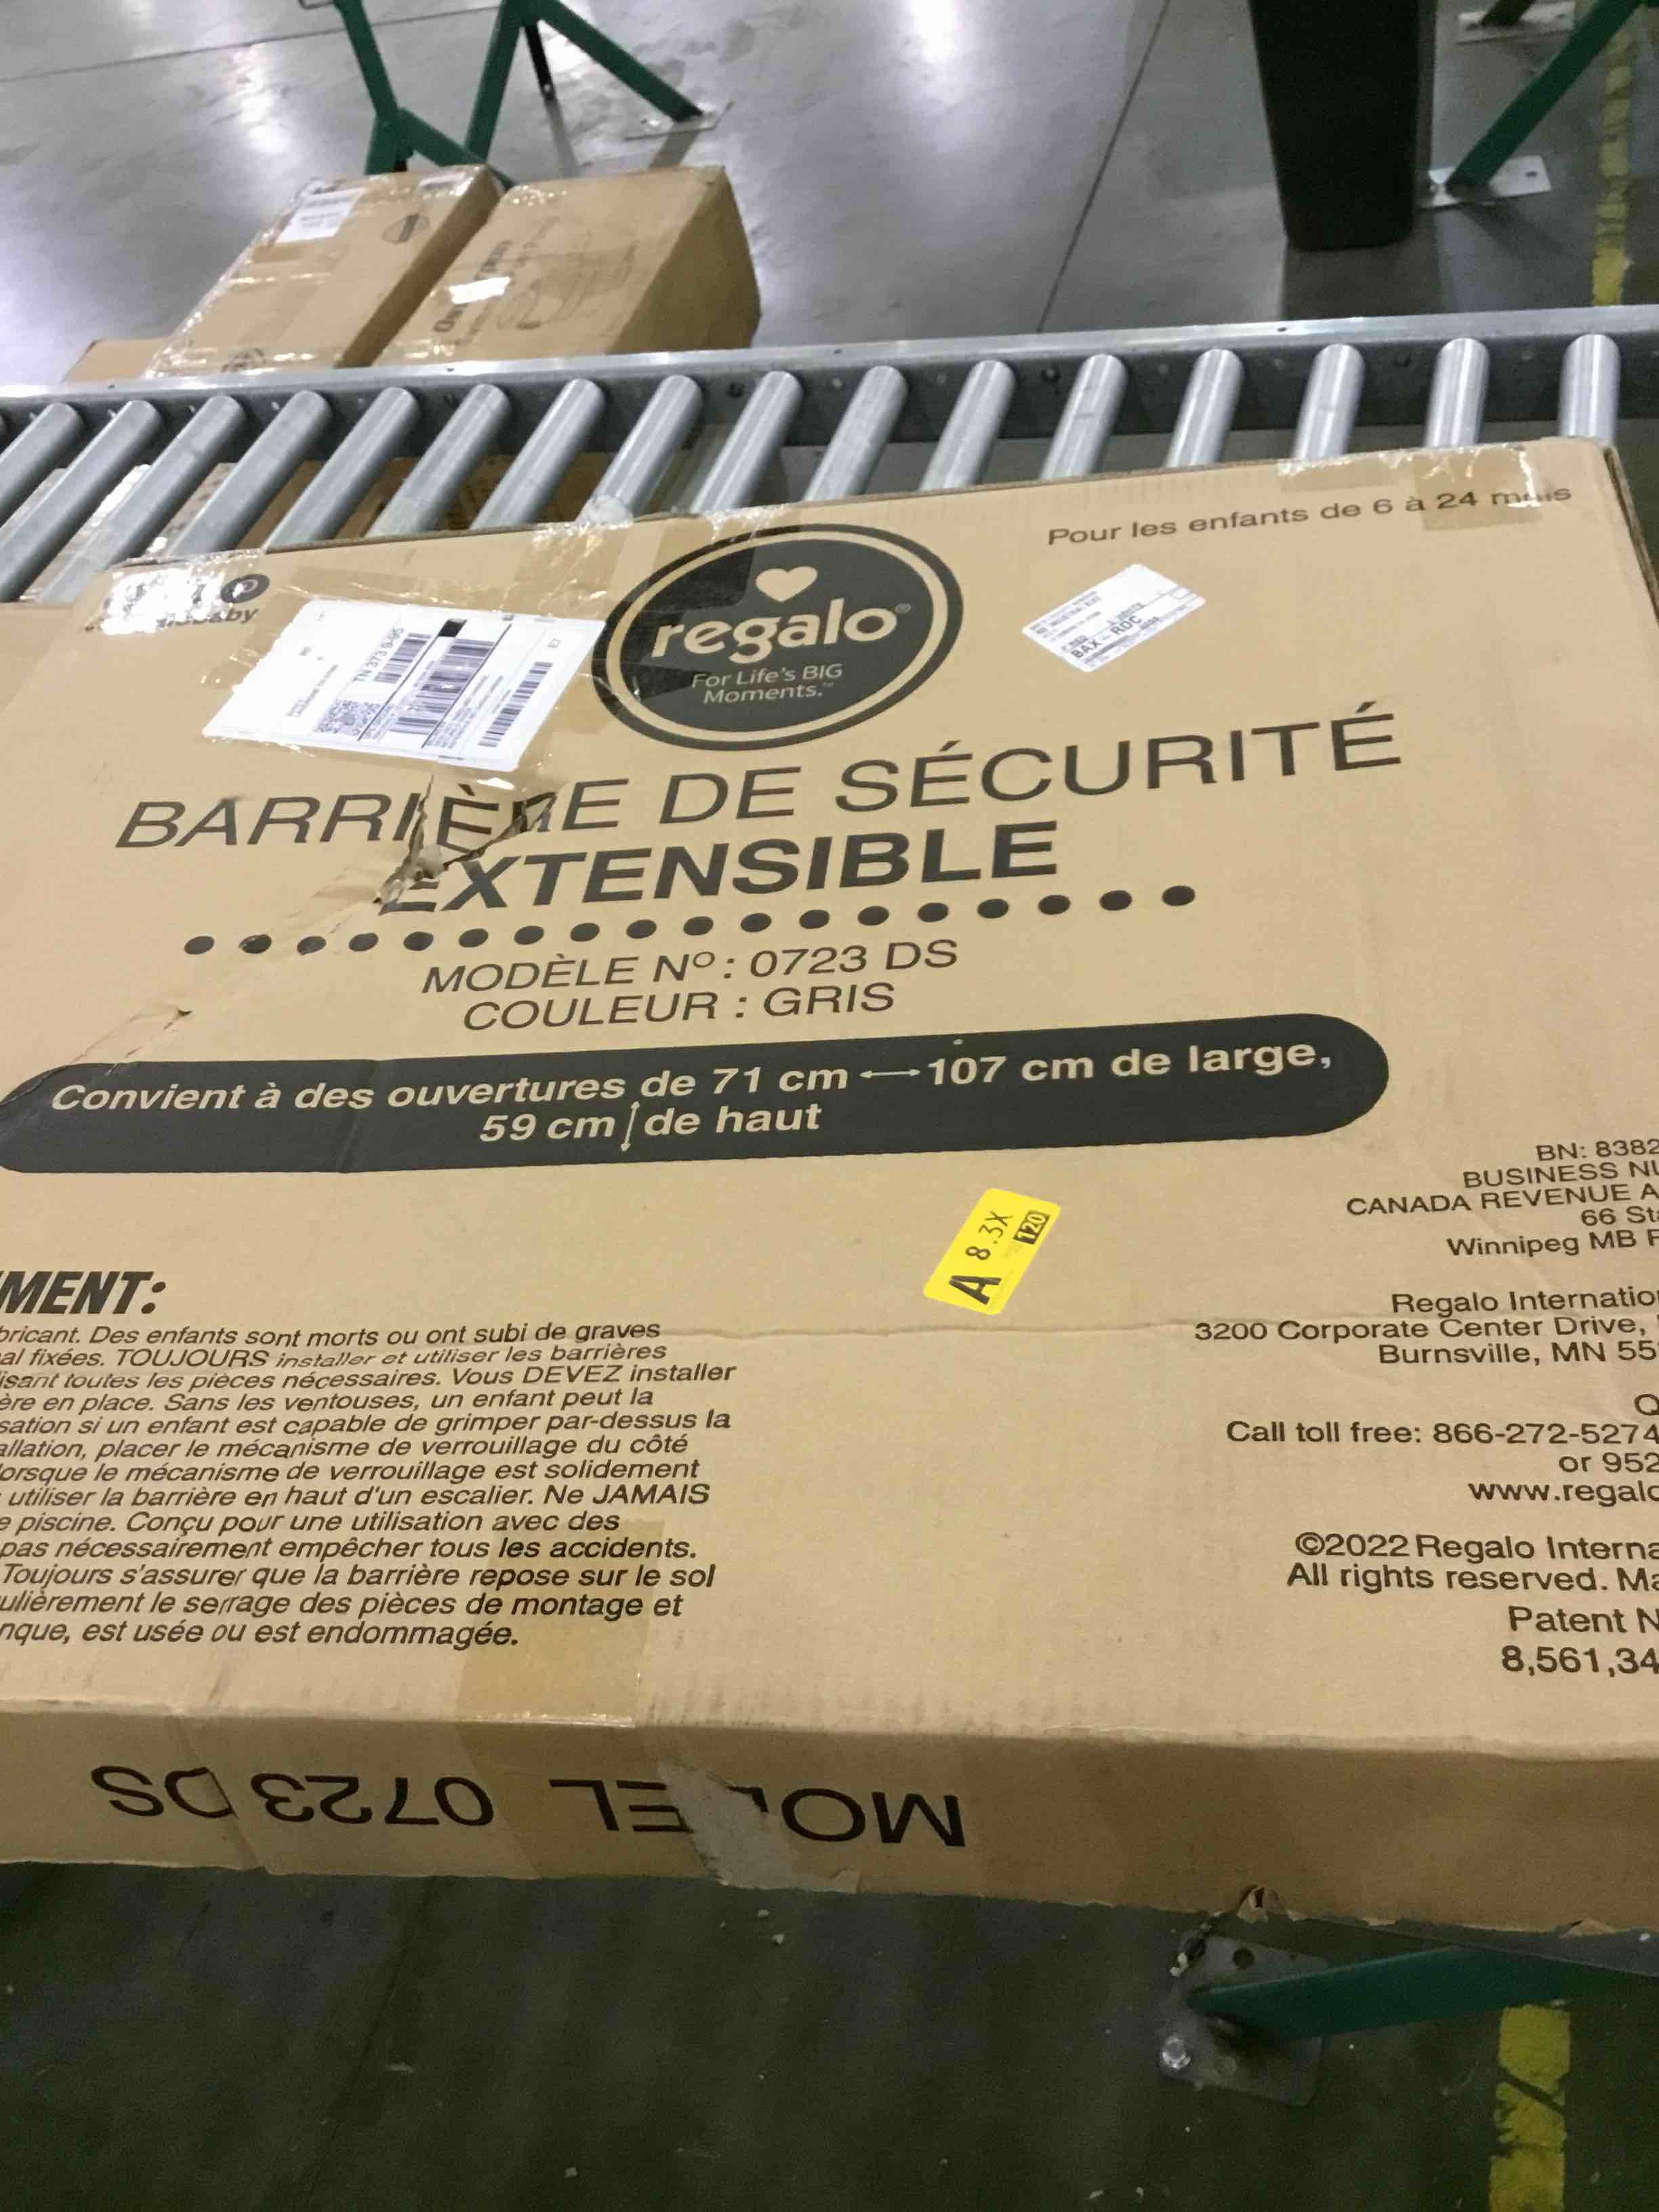 Pour les enfants de 6 à 24 mois
regalo®
For Life's BIG
Moments.™
TN 373 9
BAX - ROC
BARRIÈRE DE SÉCURITÉ
EXTENSIBLE
MODÈLE Nº: 0723 DS
COULEUR : GRIS
Convient à des ouvertures de 71 cm ⟷ 107 cm de large,
59 cm ↕ de haut
A 8.3X
120
MENT:
bricant. Des enfants sont morts ou ont subi de graves
al fixées. TOUJOURS installer et utiliser les barrières
isant toutes les pièces nécessaires. Vous DEVEZ installer
ère en place. Sans les ventouses, un enfant peut la
sation si un enfant est capable de grimper par-dessus la
allation, placer le mécanisme de verrouillage du côté
orsque le mécanisme de verrouillage est solidement
utiliser la barrière en haut d'un escalier. Ne JAMAIS
e piscine. Conçu pour une utilisation avec des
pas nécessairement empêcher tous les accidents.
Toujours s'assurer que la barrière repose sur le sol
ulièrement le serrage des pièces de montage et
nque, est usée ou est endommagée.
BN: 8382
BUSINESS NU
CANADA REVENUE A
66 Sta
Winnipeg MB R
Regalo Internatio
3200 Corporate Center Drive,
Burnsville, MN 55
Q
Call toll free: 866-272-5274
or 952
www.regalo
©2022 Regalo Interna
All rights reserved. Ma
Patent N
8,561,34
MODEL 0723 DS